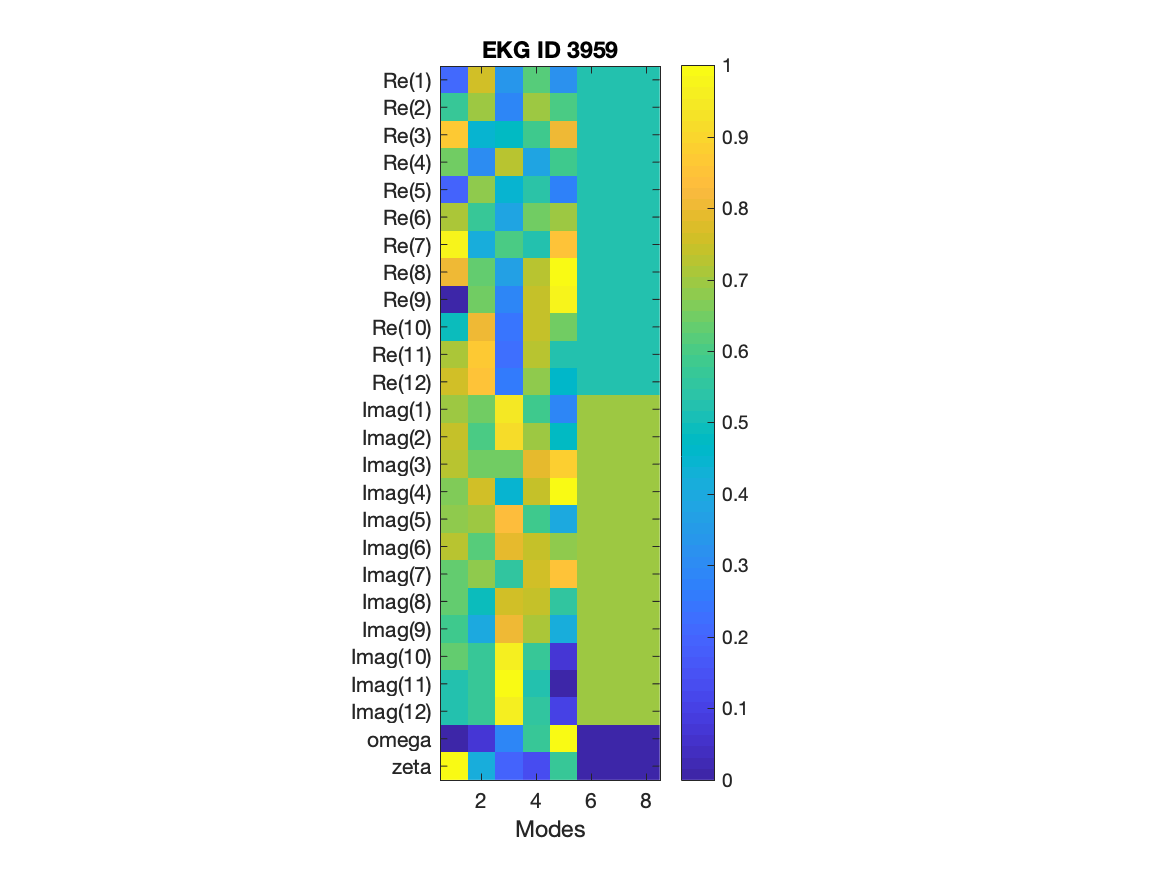 EKG ID 3959
Re(1)
Re(2)
Re(3)
Re(4)
Re(5)
Re(6)
Re(7)
Re(8)
Re(9)
Re(10)
Re(11)
Re(12)
Imag(1)
Imag(2)
Imag(3)
Imag(4)
Imag(5)
Imag(6)
Imag(7)
Imag(8)
Imag(9)
Imag(10)
Imag(11)
Imag(12)
omega
zeta
2 4 6 8
Modes
1
0.9
0.8
0.7
0.6
0.5
0.4
0.3
0.2
0.1
0